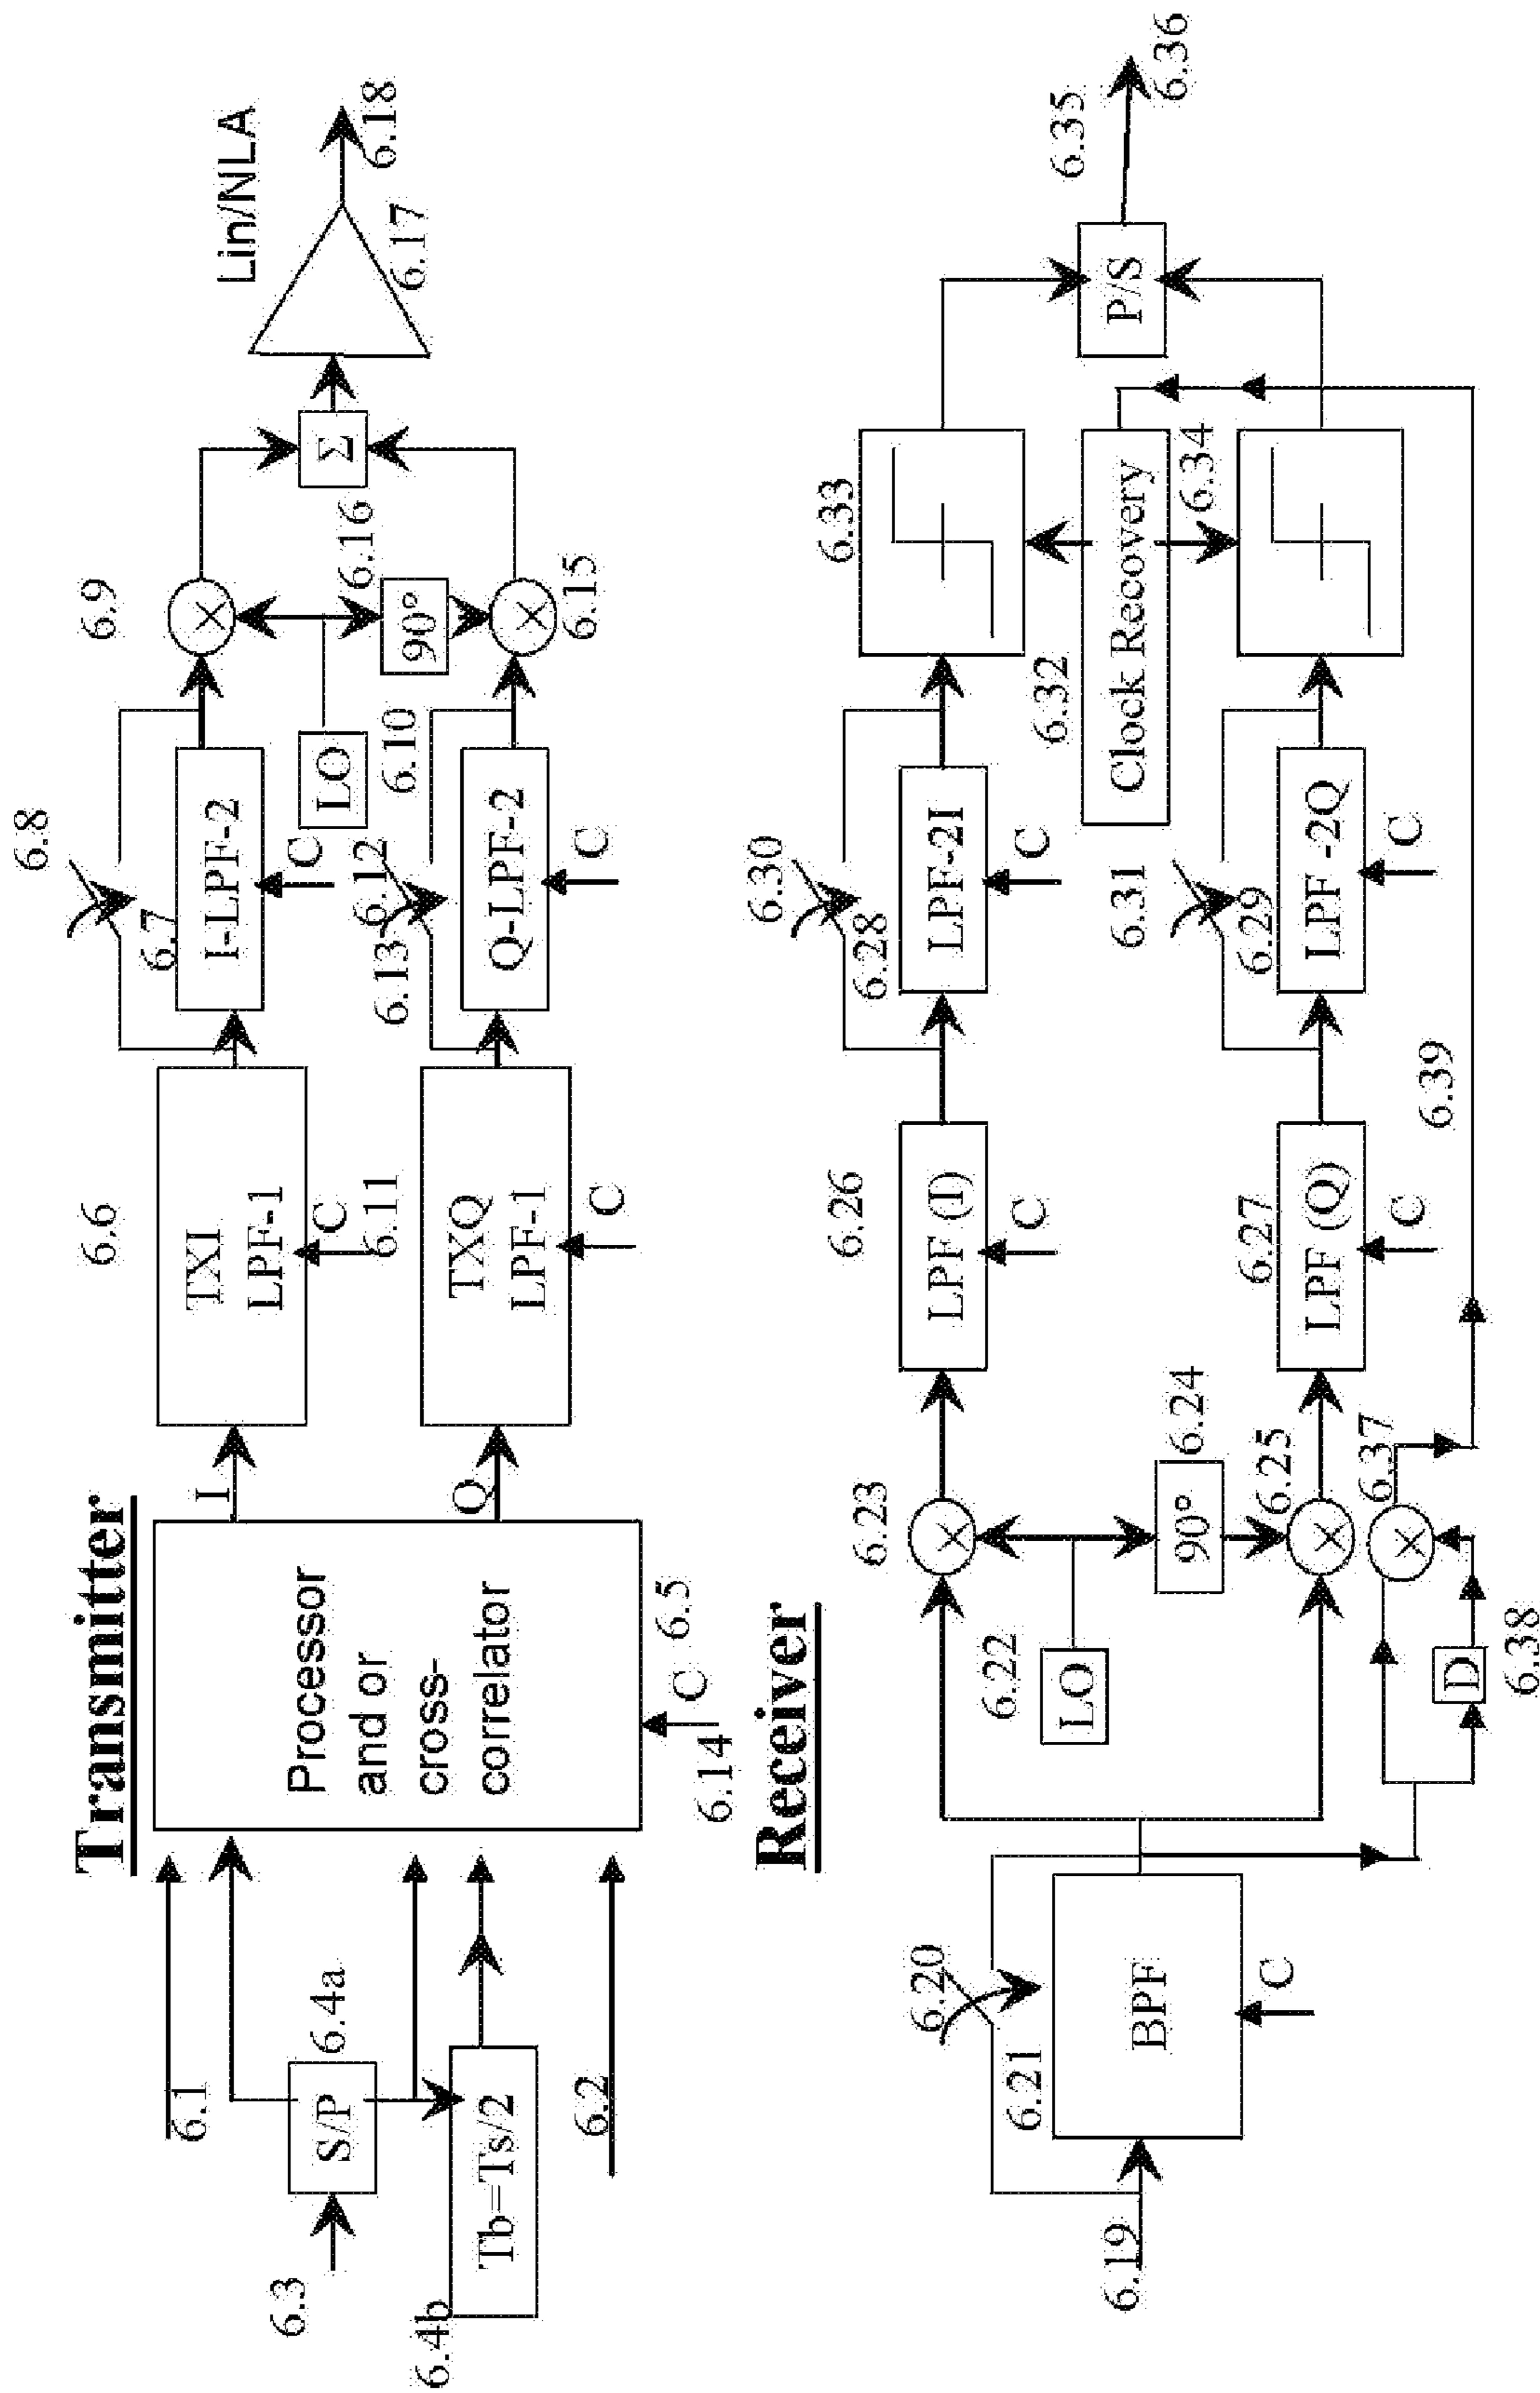 Transmitter
6.1
6.3
S/P
6.4a
6.4b
Tb=Ts/2
6.2
Processor
and or
cross-
correlator
C
6.5
6.14
I
Q
6.6
TXI
LPF-1
C
6.11
TXQ
LPF-1
C
6.8
6.7
I-LPF-2
C
LO
6.10
6.12
6.13
Q-LPF-2
C
6.9
6.16
90°
6.15
Σ
Lin/NLA
6.17
6.18
Receiver
6.19
6.20
6.21
BPF
C
6.22
LO
6.23
6.24
90°
6.25
6.37
D
6.38
6.26
LPF (I)
C
6.27
LPF (Q)
C
6.39
6.30
6.28
LPF-2I
C
6.31
6.29
LPF -2Q
C
6.32
Clock Recovery
6.33
6.34
P/S
6.35
6.36